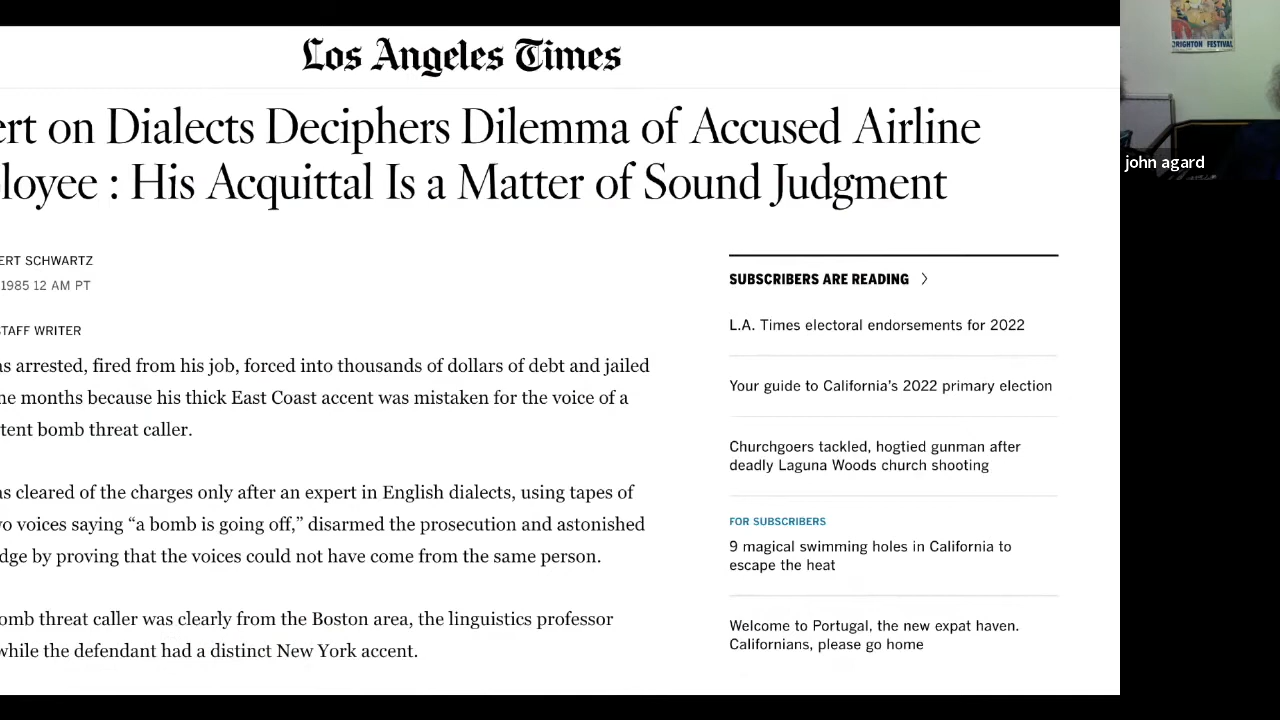 Los Angeles Times
ert on Dialects Deciphers Dilemma of Accused Airline
loyee : His Acquittal Is a Matter of Sound Judgment
ERT SCHWARTZ
1985 12 AM PT
STAFF WRITER
as arrested, fired from his job, forced into thousands of dollars of debt and jailed
ne months because his thick East Coast accent was mistaken for the voice of a
tent bomb threat caller.
as cleared of the charges only after an expert in English dialects, using tapes of
vo voices saying “a bomb is going off,” disarmed the prosecution and astonished
dge by proving that the voices could not have come from the same person.
omb threat caller was clearly from the Boston area, the linguistics professor
while the defendant had a distinct New York accent.
SUBSCRIBERS ARE READING
L.A. Times electoral endorsements for 2022
Your guide to California's 2022 primary election
Churchgoers tackled, hogtied gunman after
deadly Laguna Woods church shooting
FOR SUBSCRIBERS
9 magical swimming holes in California to
escape the heat
Welcome to Portugal, the new expat haven.
Californians, please go home
BRIGHTON FESTIVAL
john agard